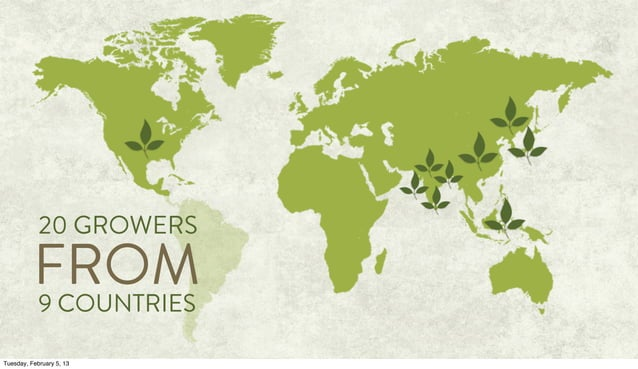 20 GROWERS
FROM
9 COUNTRIES
Tuesday, February 5, 13